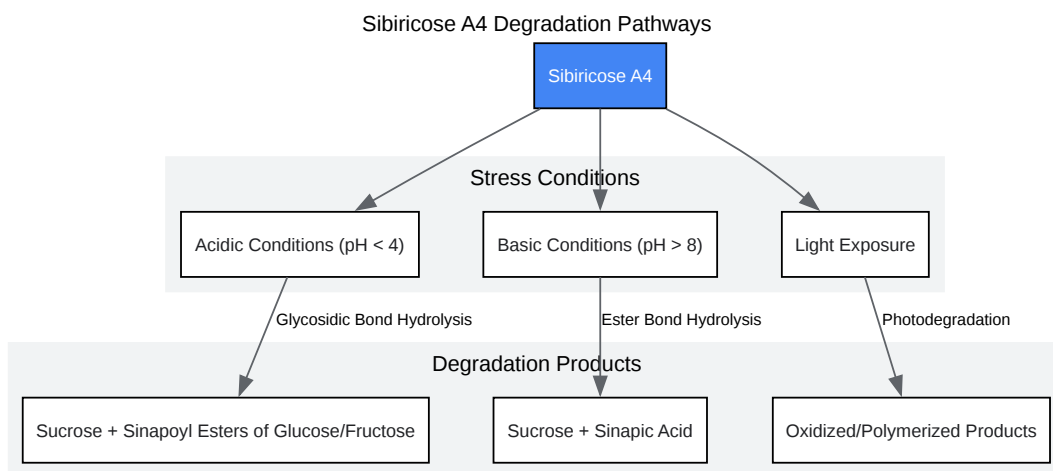 Sibiricose A4 Degradation Pathways
Sibiricose A4
Stress Conditions
Acidic Conditions (pH < 4)
Basic Conditions (pH > 8)
Light Exposure
Glycosidic Bond Hydrolysis
Ester Bond Hydrolysis
Photodegradation
Degradation Products
Sucrose + Sinapoyl Esters of Glucose/Fructose
Sucrose + Sinapic Acid
Oxidized/Polymerized Products